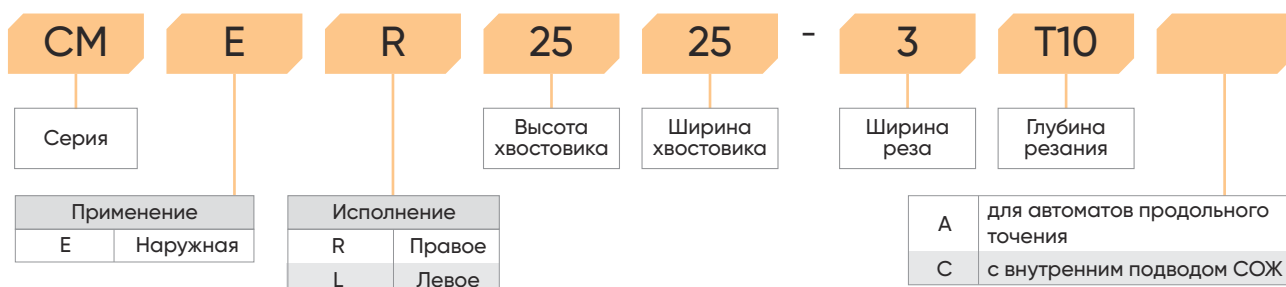 CM E R 25 25 - 3 T10
Серия
Высота
хвостовика
Ширина
хвостовика
Ширина
реза
Глубина
резания
Применение
E Наружная
Исполнение
R Правое
L Левое
A для автоматов продольного
точения
C с внутренним подводом СОЖ